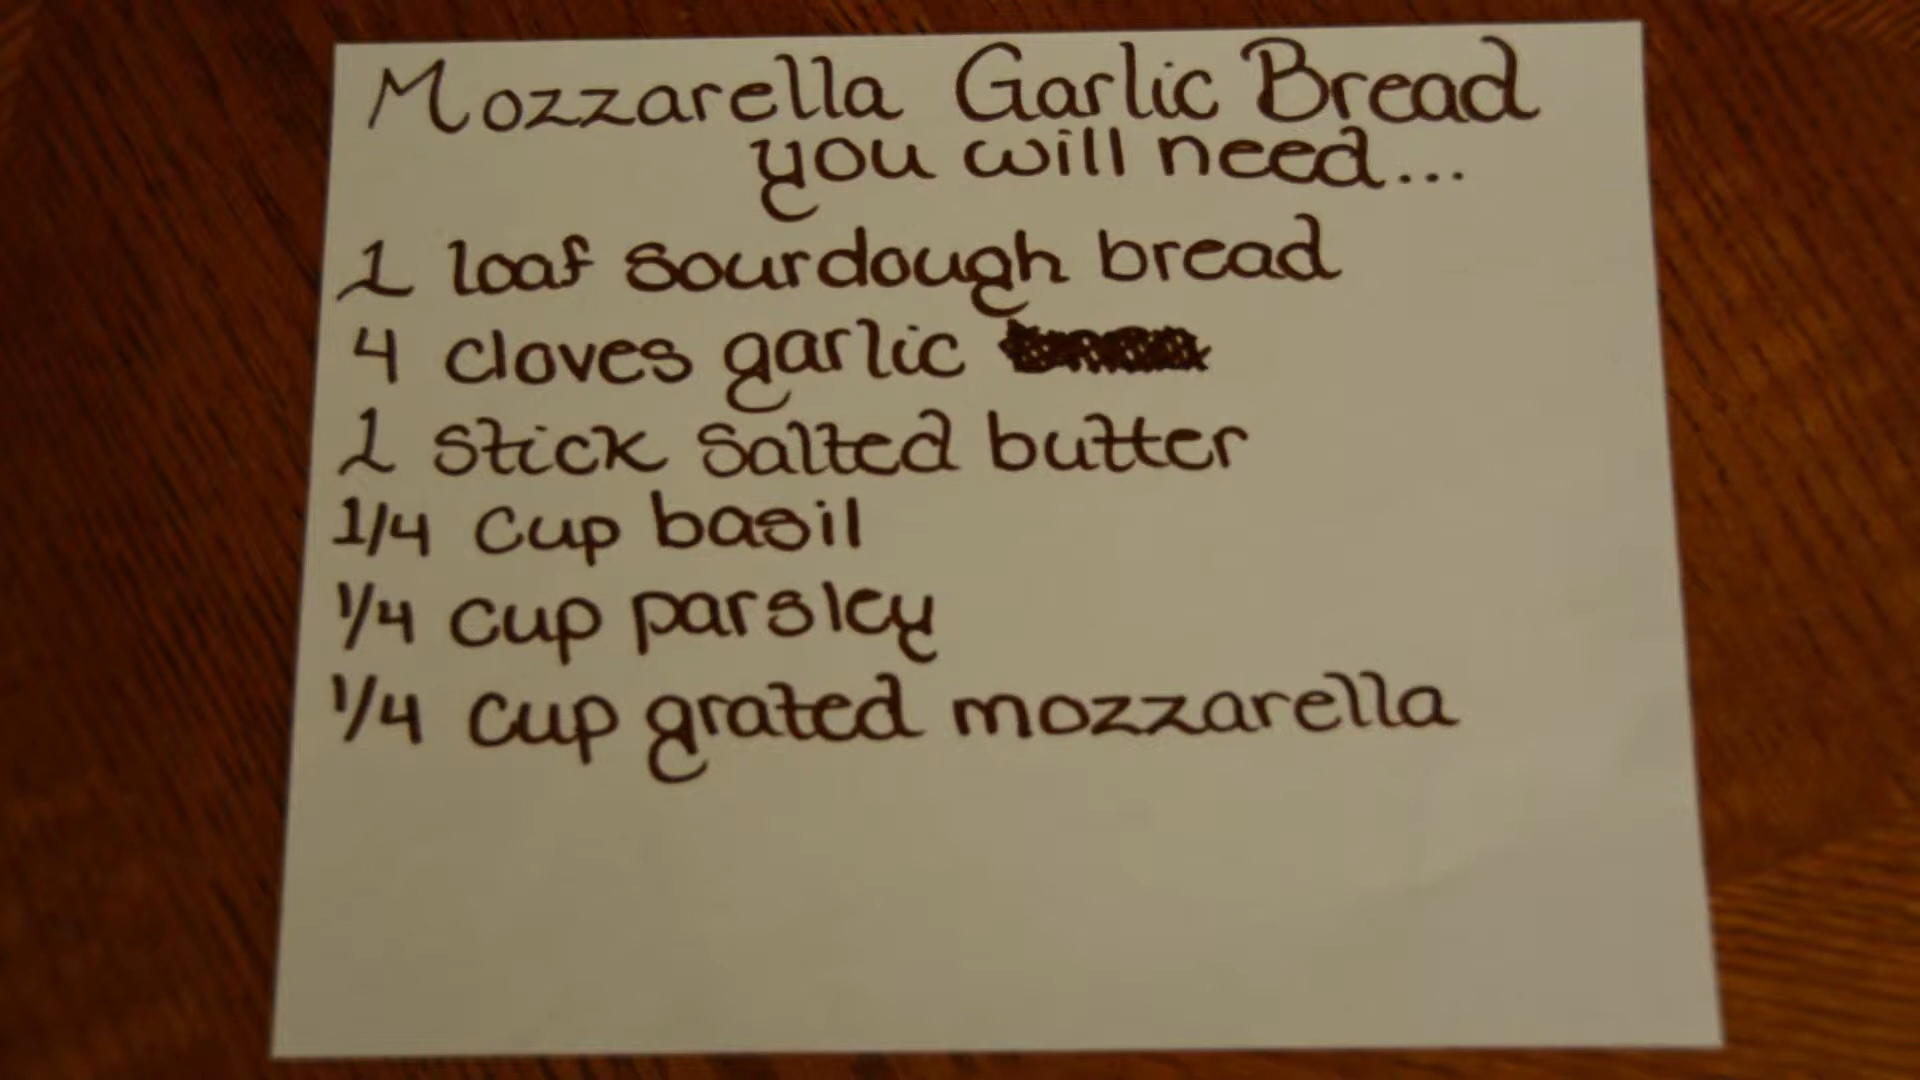 Mozzarella Garlic Bread
you will need...
1 loaf sourdough bread
4 cloves garlic
1 stick salted butter
1/4 cup basil
1/4 cup parsley
1/4 cup grated mozzarella